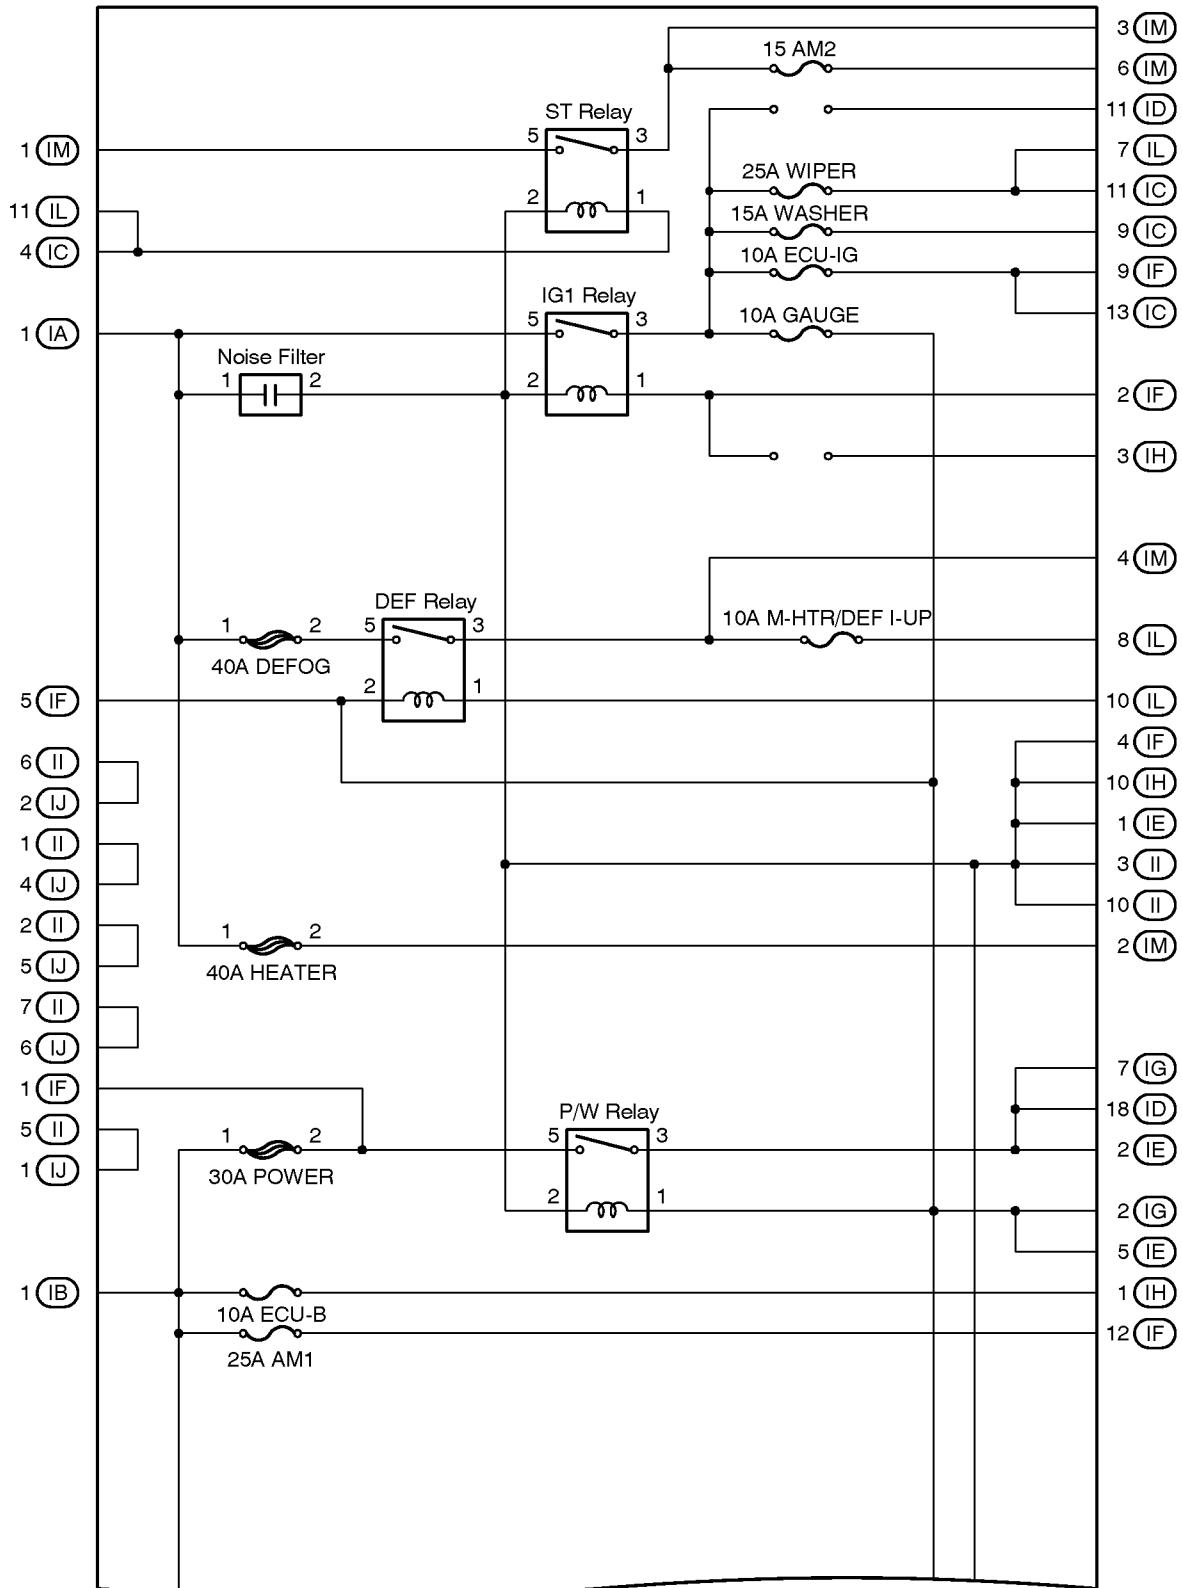 3 IM
15 AM2
6 IM
11 ID
ST Relay
5 3
1 IM
7 IL
25A WIPER
2 1
11 IL
11 IC
15A WASHER
9 IC
4 IC
10A ECU-IG
9 IF
IG1 Relay
13 IC
5 3
10A GAUGE
1 IA
Noise Filter
1 2
2 1
2 IF
3 IH
4 IM
DEF Relay
10A M-HTR/DEF I-UP
1 2
5 3
8 IL
40A DEFOG
2 1
5 IF
10 IL
4 IF
6 II
10 IH
2 IJ
1 IE
1 II
3 II
4 IJ
10 II
2 II
1 2
2 IM
5 IJ
40A HEATER
7 II
6 IJ
7 IG
1 IF
18 ID
P/W Relay
5 II
1 2
5 3
2 IE
1 IJ
30A POWER
2 1
2 IG
5 IE
1 IB
1 IH
10A ECU-B
12 IF
25A AM1